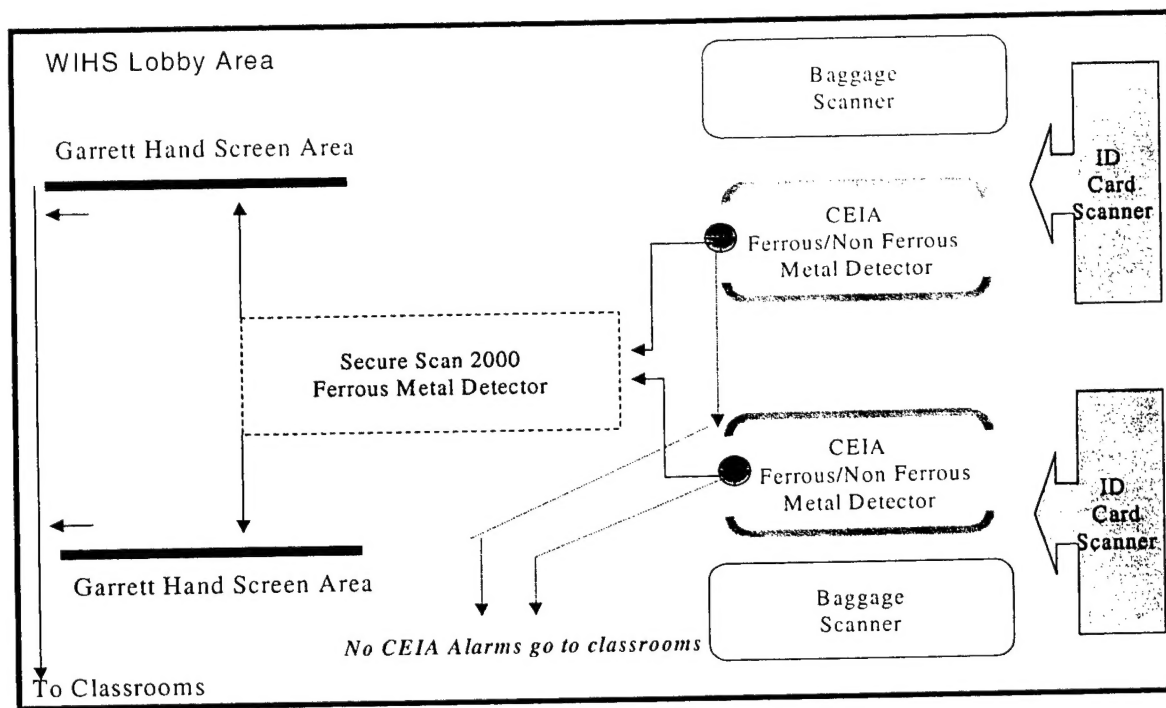 WIHS Lobby Area
Baggage
Scanner
Garrett Hand Screen Area
ID
Card
Scanner
CEIA
Ferrous/Non Ferrous
Metal Detector
Secure Scan 2000
Ferrous Metal Detector
CEIA
Ferrous/Non Ferrous
Metal Detector
ID
Card
Scanner
Garrett Hand Screen Area
Baggage
Scanner
No CEIA Alarms go to classrooms
To Classrooms